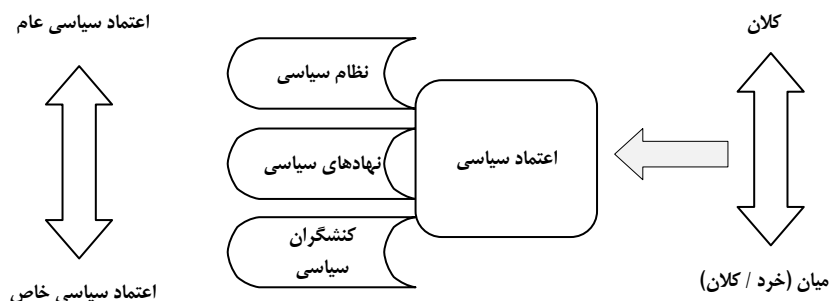 کلان
اعتماد سیاسی عام
نظام سیاسی
اعتماد سیاسی
نهادهای سیاسی
کنشگران
سیاسی
میان (خرد / کلان)
اعتماد سیاسی خاص